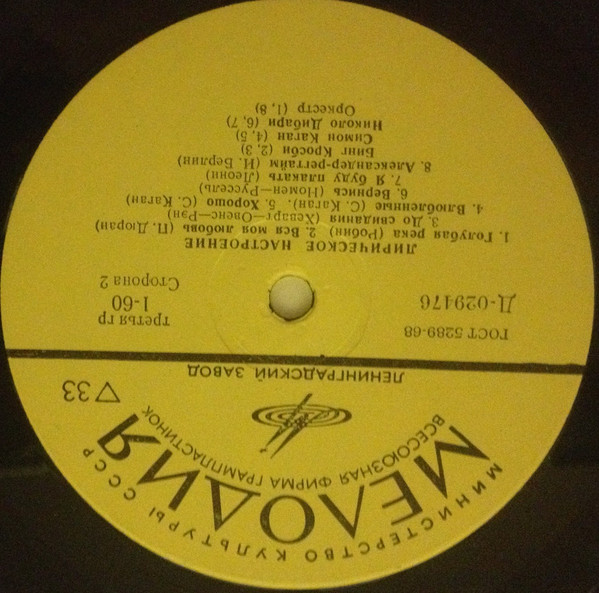 МИНИСТЕРСТВО КУЛЬТУРЫ СССР
МЕЛОДИЯ
ВСЕСОЮЗНАЯ ФИРМА ГРАМПЛАСТИНОК
▽33
ЛЕНИНГРАДСКИЙ ЗАВОД
ГОСТ 5289-68
третья гр
Д-029476
1-60
Сторона 2
ЛИРИЧЕСКОЕ НАСТРОЕНИЕ
1. Голубая река (Робин) 2. Вся моя любовь (П. Дюран)
3. До свидания (Хеварт—Овенс—Рэн)
4. Влюбленные (С. Каган). 5. Хорошо (С. Каган)
6. Вернись (Номен—Руссель)
7. Я буду плакать (Леони)
8. Александер-регтайм (И. Берлин)
Бинг Кросби (2, 3)
Симон Каган (4, 5)
Николо Дибари (6, 7)
Оркестр (1, 8)